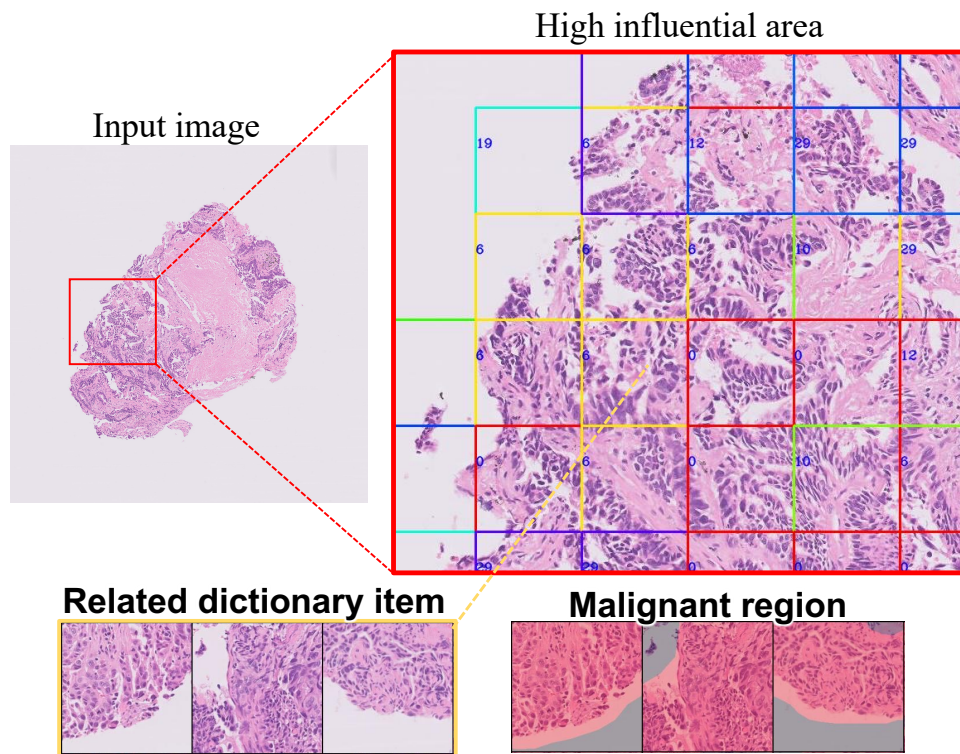 High influential area
Input image
19 6 12 29 29
6 6 6 10 29
6 6 0 0 12
0 6 0 10 6
29 29 0 0 0
Related dictionary item
Malignant region